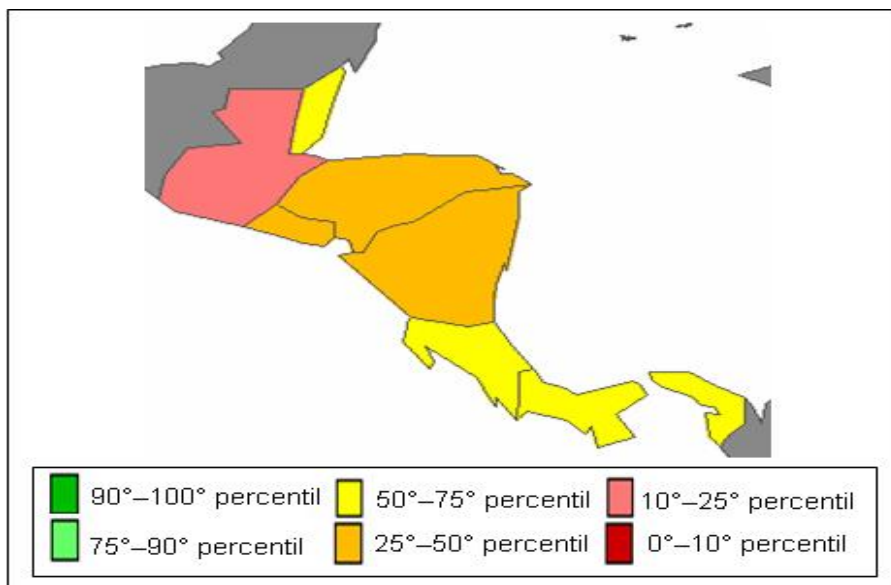 90°–100° percentil
50°–75° percentil
10°–25° percentil
75°–90° percentil
25°–50° percentil
0°–10° percentil